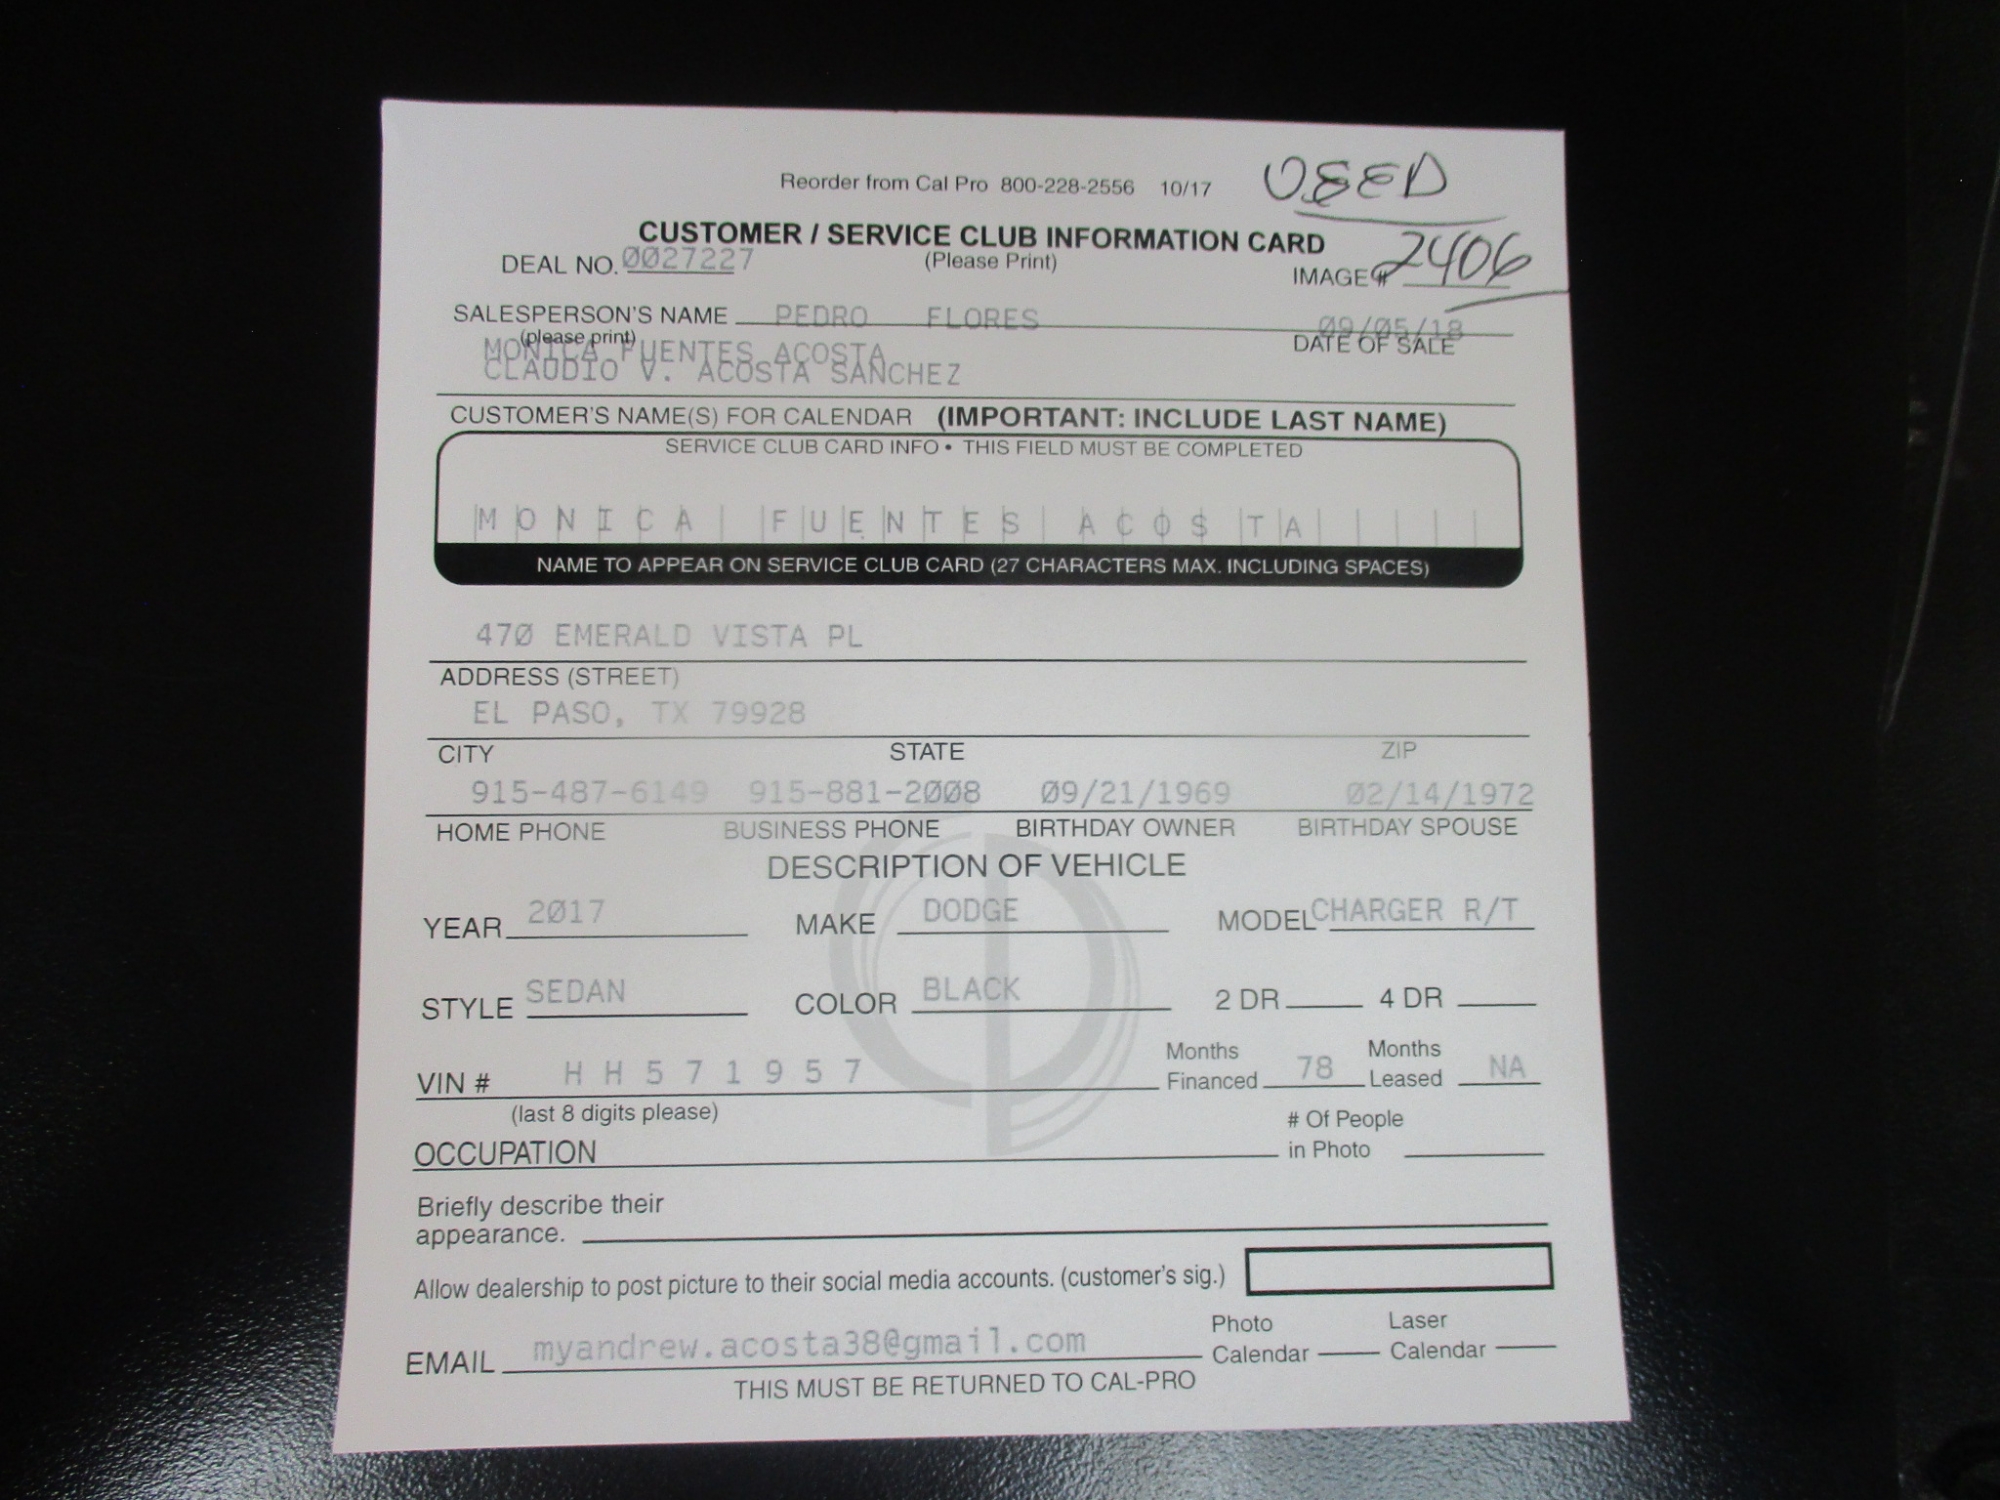 Reorder from Cal Pro 800-228-2556 10/17 USED
CUSTOMER / SERVICE CLUB INFORMATION CARD
DEAL NO. 0027227 (Please Print) IMAGE# 2406
SALESPERSON'S NAME PEDRO FLORES 09/05/18
(please print) DATE OF SALE
MONICA FUENTES ACOSTA
CLAUDIO V. ACOSTA SANCHEZ
CUSTOMER'S NAME(S) FOR CALENDAR (IMPORTANT: INCLUDE LAST NAME)
SERVICE CLUB CARD INFO • THIS FIELD MUST BE COMPLETED
MONICA FUENTES ACOSTA
NAME TO APPEAR ON SERVICE CLUB CARD (27 CHARACTERS MAX. INCLUDING SPACES)
470 EMERALD VISTA PL
ADDRESS (STREET)
EL PASO, TX 79928
CITY STATE ZIP
915-487-6149 915-881-2008 09/21/1969 02/14/1972
HOME PHONE BUSINESS PHONE BIRTHDAY OWNER BIRTHDAY SPOUSE
DESCRIPTION OF VEHICLE
YEAR 2017 MAKE DODGE MODEL CHARGER R/T
STYLE SEDAN COLOR BLACK 2 DR 4 DR
VIN # HH571957 Months Financed 78 Months Leased NA
(last 8 digits please)
OCCUPATION # Of People in Photo
Briefly describe their
appearance.
Allow dealership to post picture to their social media accounts. (customer's sig.)
EMAIL myandrew.acosta38@gmail.com Photo Calendar Laser Calendar
THIS MUST BE RETURNED TO CAL-PRO